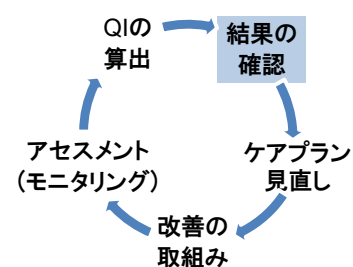 QIの
算出
結果の
確認
ケアプラン
見直し
改善の
取組み
アセスメント
（モニタリング）